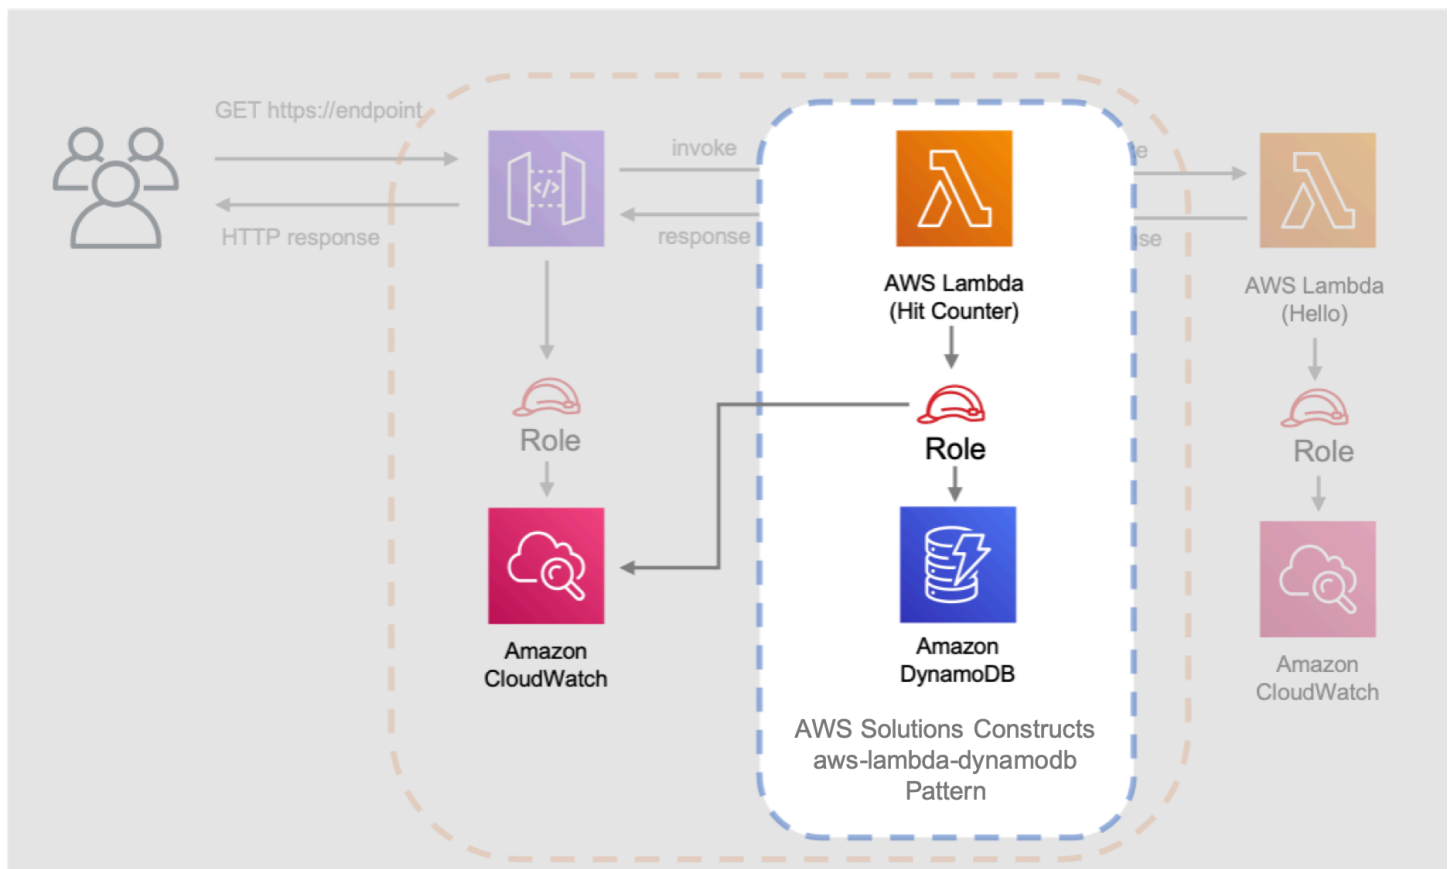 GET https://endpoint
HTTP response
invoke
response
AWS Lambda
(Hit Counter)
Role
Amazon
DynamoDB
AWS Solutions Constructs
aws-lambda-dynamodb
Pattern
Role
Amazon
CloudWatch
AWS Lambda
(Hello)
Role
Amazon
CloudWatch